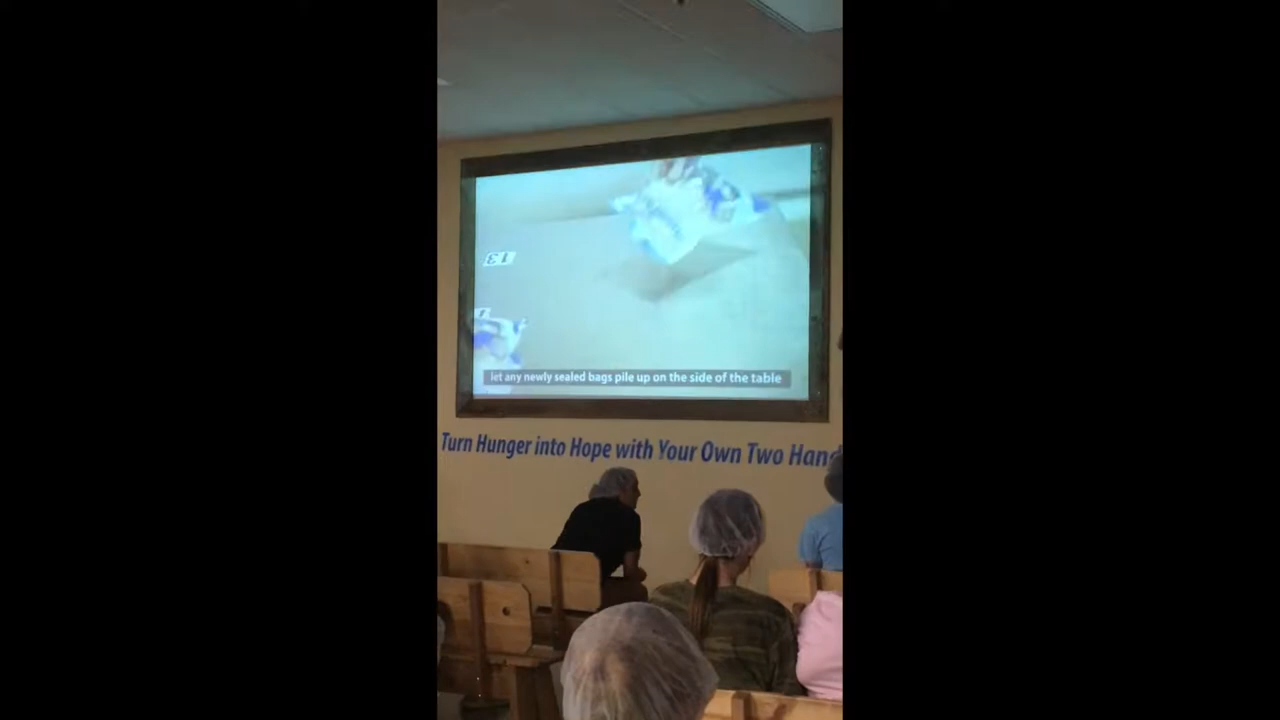 13
let any newly sealed bags pile up on the side of the table
Turn Hunger into Hope with Your Own Two Hand